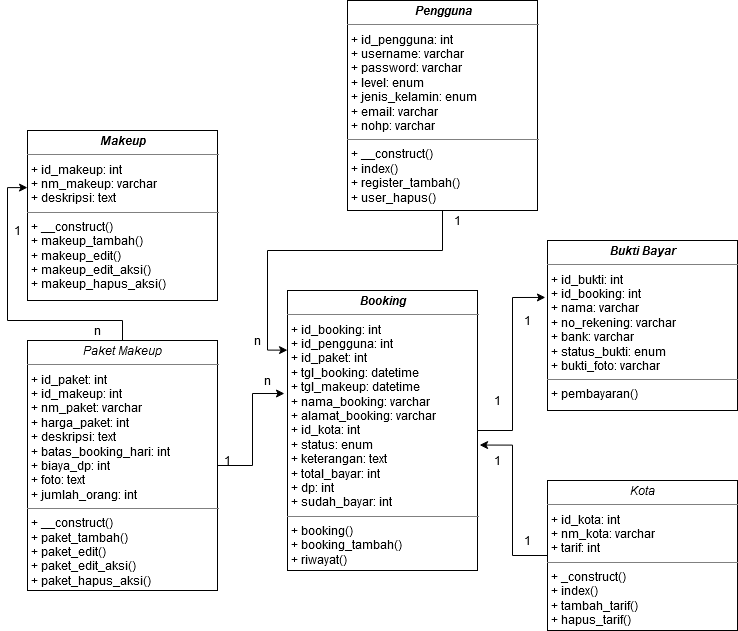 Pengguna
+ id_pengguna: int
+ username: varchar
+ password: varchar
+ level: enum
+ jenis_kelamin: enum
+ email: varchar
+ nohp: varchar
+ __construct()
+ index()
+ register_tambah()
+ user_hapus()
1
Makeup
+ id_makeup: int
+ nm_makeup: varchar
+ deskripsi: text
+ __construct()
+ makeup_tambah()
+ makeup_edit()
+ makeup_edit_aksi()
+ makeup_hapus_aksi()
1
n
Paket Makeup
+ id_paket: int
+ id_makeup: int
+ nm_paket: varchar
+ harga_paket: int
+ deskripsi: text
+ batas_booking_hari: int
+ biaya_dp: int
+ foto: text
+ jumlah_orang: int
+ __construct()
+ paket_tambah()
+ paket_edit()
+ paket_edit_aksi()
+ paket_hapus_aksi()
1
n
n
Booking
+ id_booking: int
+ id_pengguna: int
+ id_paket: int
+ tgl_booking: datetime
+ tgl_makeup: datetime
+ nama_booking: varchar
+ alamat_booking: varchar
+ id_kota: int
+ status: enum
+ keterangan: text
+ total_bayar: int
+ dp: int
+ sudah_bayar: int
+ booking()
+ booking_tambah()
+ riwayat()
1
1
1
1
Bukti Bayar
+ id_bukti: int
+ id_booking: int
+ nama: varchar
+ no_rekening: varchar
+ bank: varchar
+ status_bukti: enum
+ bukti_foto: varchar
+ pembayaran()
Kota
+ id_kota: int
+ nm_kota: varchar
+ tarif: int
+ _construct()
+ index()
+ tambah_tarif()
+ hapus_tarif()